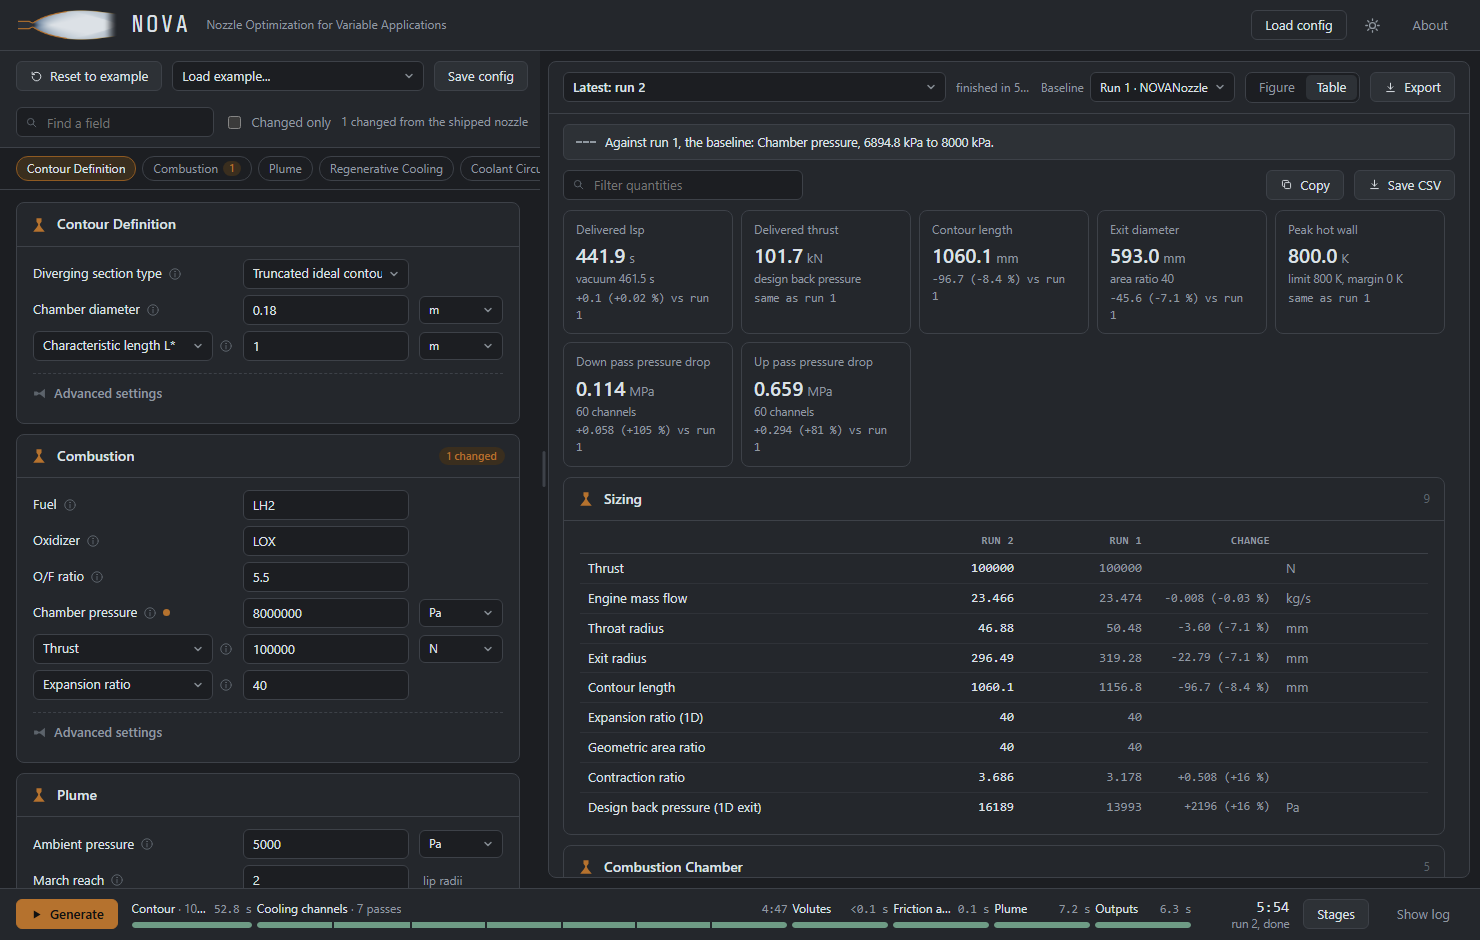 NOVA Nozzle Optimization for Variable Applications Load config About
Reset to example Load example... Save config
Find a field Changed only 1 changed from the shipped nozzle
Contour Definition Combustion 1 Plume Regenerative Cooling Coolant Circu
Contour Definition
Diverging section type Truncated ideal contou
Chamber diameter 0.18 m
Characteristic length L* 1 m
Advanced settings
Combustion 1 changed
Fuel LH2
Oxidizer LOX
O/F ratio 5.5
Chamber pressure 8000000 Pa
Thrust 100000 N
Expansion ratio 40
Advanced settings
Plume
Ambient pressure 5000 Pa
March reach 2 lip radii
Latest: run 2 finished in 5... Baseline Run 1 · NOVANozzle Figure Table Export
Against run 1, the baseline: Chamber pressure, 6894.8 kPa to 8000 kPa.
Filter quantities Copy Save CSV
Delivered Isp
441.9 s
vacuum 461.5 s
+0.1 (+0.02 %) vs run
1
Delivered thrust
101.7 kN
design back pressure
same as run 1
Contour length
1060.1 mm
-96.7 (-8.4 %) vs run
1
Exit diameter
593.0 mm
area ratio 40
-45.6 (-7.1 %) vs run
1
Peak hot wall
800.0 K
limit 800 K, margin 0 K
same as run 1
Down pass pressure drop
0.114 MPa
60 channels
+0.058 (+105 %) vs run
1
Up pass pressure drop
0.659 MPa
60 channels
+0.294 (+81 %) vs run
1
Sizing 9
RUN 2 RUN 1 CHANGE
Thrust 100000 100000 N
Engine mass flow 23.466 23.474 -0.008 (-0.03 %) kg/s
Throat radius 46.88 50.48 -3.60 (-7.1 %) mm
Exit radius 296.49 319.28 -22.79 (-7.1 %) mm
Contour length 1060.1 1156.8 -96.7 (-8.4 %) mm
Expansion ratio (1D) 40 40
Geometric area ratio 40 40
Contraction ratio 3.686 3.178 +0.508 (+16 %)
Design back pressure (1D exit) 16189 13993 +2196 (+16 %) Pa
Combustion Chamber 5
Generate Contour · 10... 52.8 s Cooling channels · 7 passes 4:47 Volutes <0.1 s Friction a... 0.1 s Plume 7.2 s Outputs 6.3 s 5:54 Stages Show log
run 2, done